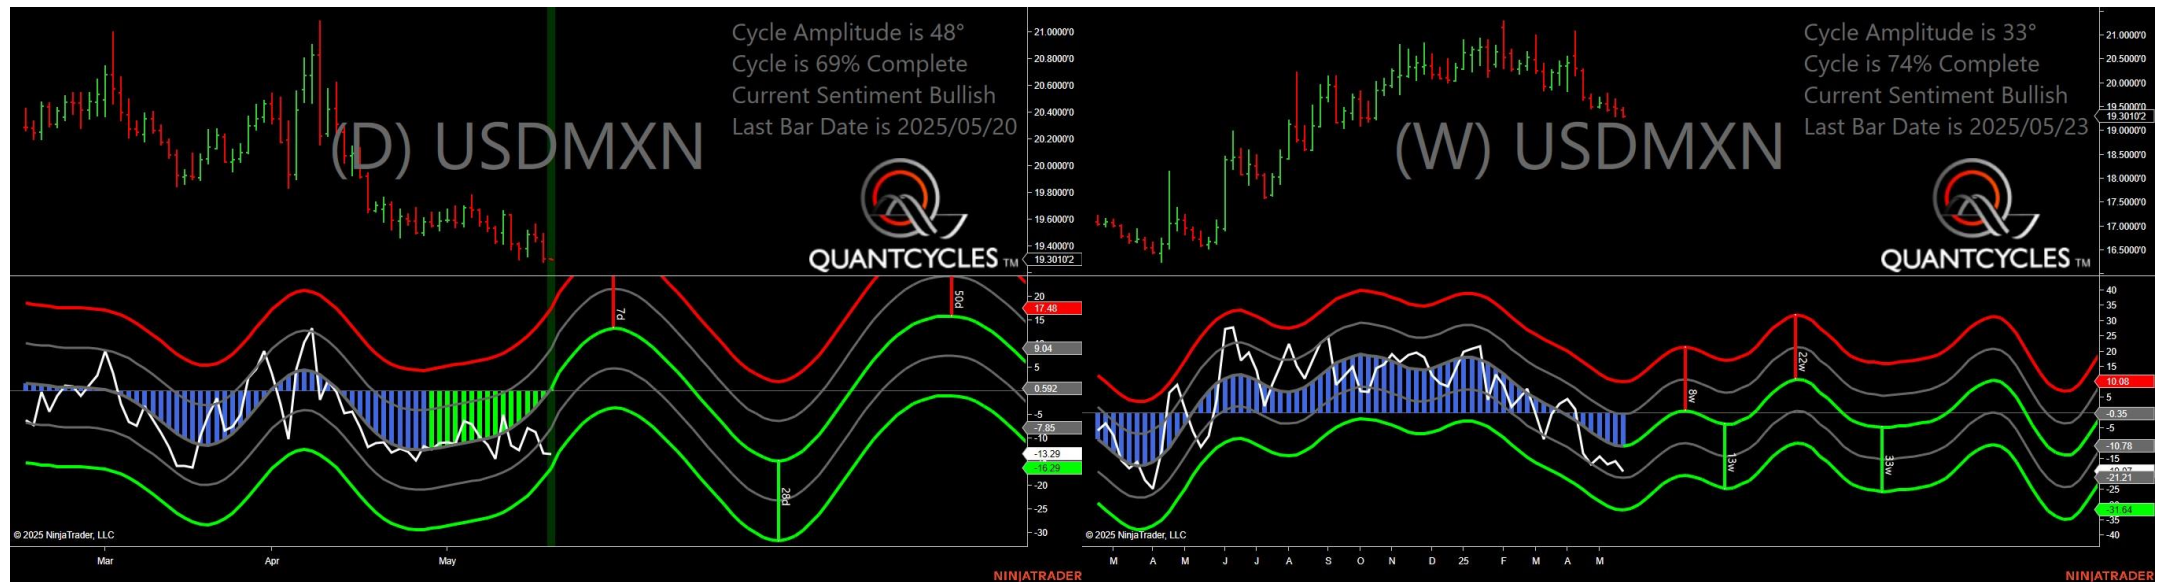 Cycle Amplitude is 48°
Cycle is 69% Complete
Current Sentiment Bullish
Last Bar Date is 2025/05/20
(D) USDMXN
QUANTCYCLES TM
21.0000'0
20.8000'0
20.6000'0
20.4000'0
20.2000'0
20.0000'0
19.8000'0
19.6000'0
19.4000'0
19.3010'2
7d
28d
50d
20
17.48
15
9.04
5
0.592
-5
-7.85
-10
-13.29
-16.29
-20
-25
-30
© 2025 NinjaTrader, LLC
Mar Apr May
NINJATRADER
Cycle Amplitude is 33°
Cycle is 74% Complete
Current Sentiment Bullish
Last Bar Date is 2025/05/23
(W) USDMXN
QUANTCYCLES TM
21.0000'0
20.5000'0
20.0000'0
19.5000'0
19.3010'2
19.0000'0
18.5000'0
18.0000'0
17.5000'0
17.0000'0
16.5000'0
8w
13w
22w
33w
40
35
30
25
20
15
10.08
5
-0.35
-5
-10.78
-15
-21.21
-25
-31.64
-35
-40
© 2025 NinjaTrader, LLC
M A M J J A S O N D 25 F M A M
NINJATRADER